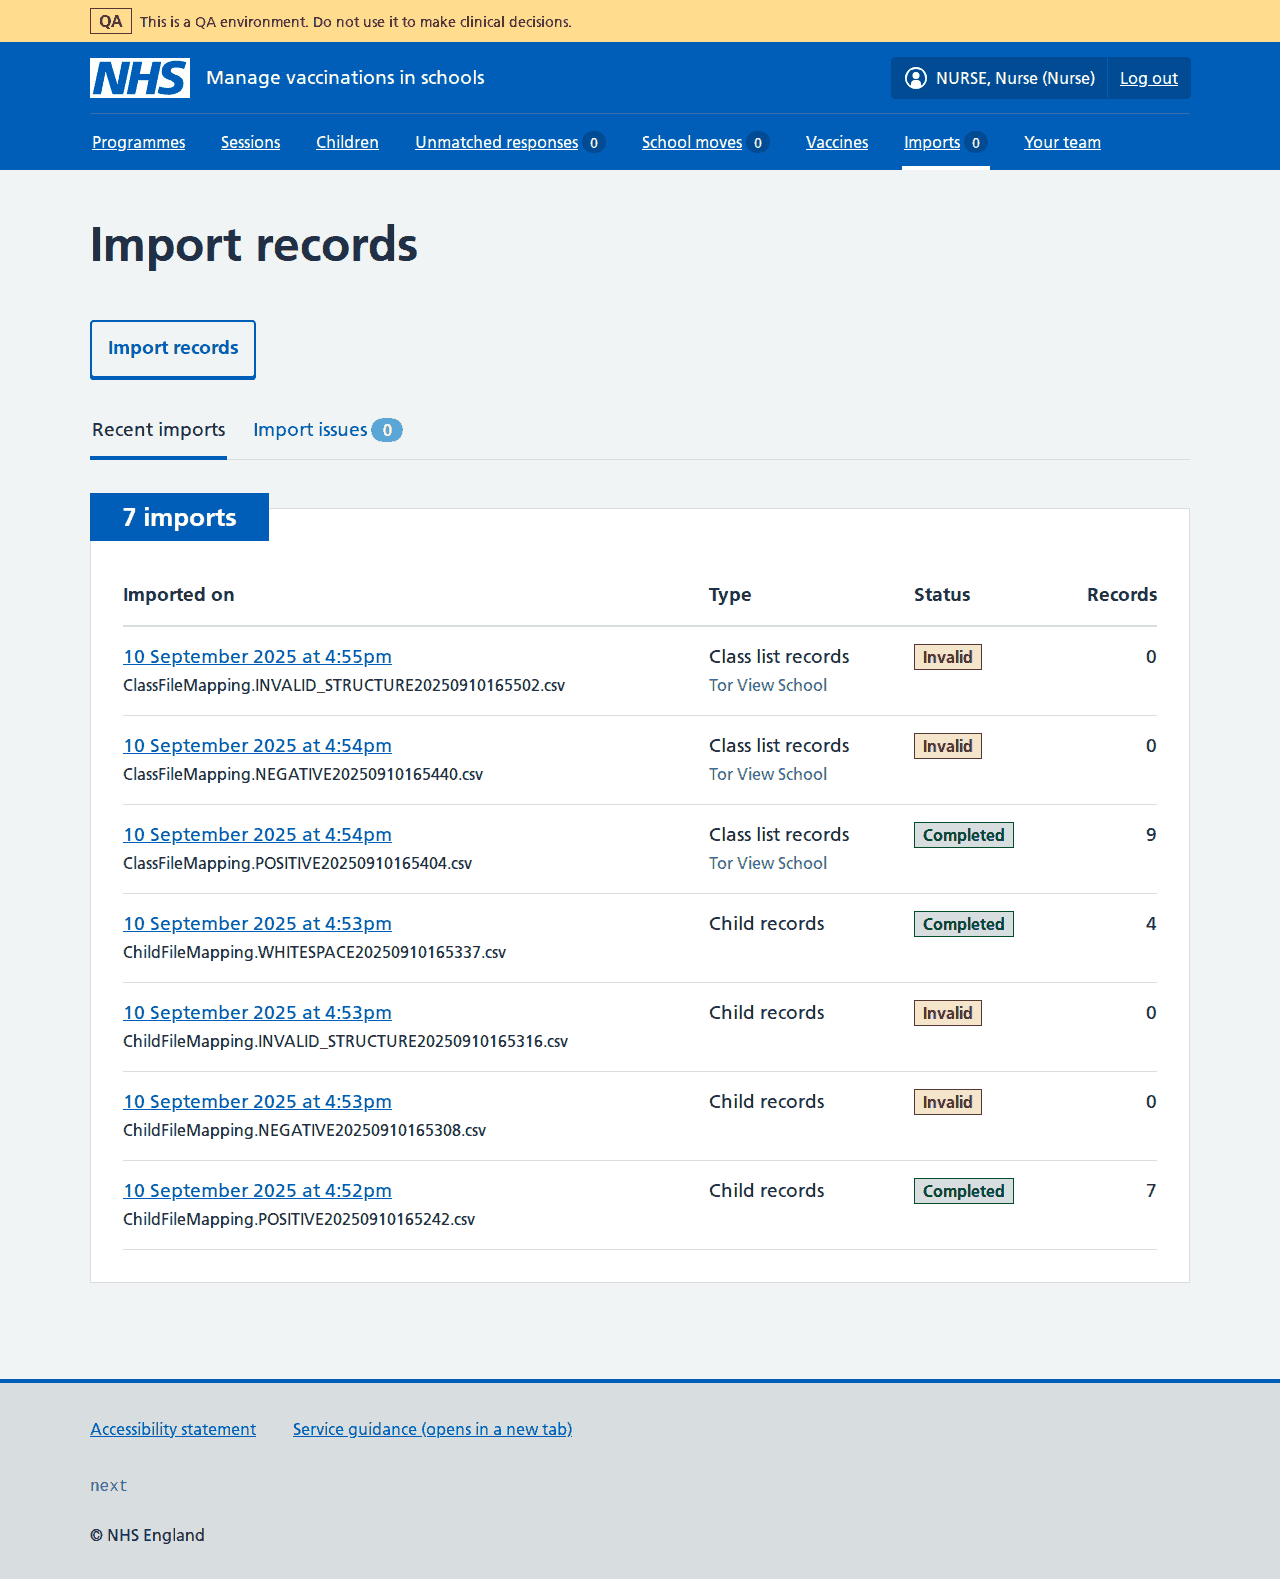 QA This is a QA environment. Do not use it to make clinical decisions.
NHS Manage vaccinations in schools NURSE, Nurse (Nurse) Log out
Programmes Sessions Children Unmatched responses 0 School moves 0 Vaccines Imports 0 Your team
Import records
Import records
Recent imports Import issues 0
7 imports
Imported on Type Status Records
10 September 2025 at 4:55pm Class list records Invalid 0
ClassFileMapping.INVALID_STRUCTURE20250910165502.csv Tor View School
10 September 2025 at 4:54pm Class list records Invalid 0
ClassFileMapping.NEGATIVE20250910165440.csv Tor View School
10 September 2025 at 4:54pm Class list records Completed 9
ClassFileMapping.POSITIVE20250910165404.csv Tor View School
10 September 2025 at 4:53pm Child records Completed 4
ChildFileMapping.WHITESPACE20250910165337.csv
10 September 2025 at 4:53pm Child records Invalid 0
ChildFileMapping.INVALID_STRUCTURE20250910165316.csv
10 September 2025 at 4:53pm Child records Invalid 0
ChildFileMapping.NEGATIVE20250910165308.csv
10 September 2025 at 4:52pm Child records Completed 7
ChildFileMapping.POSITIVE20250910165242.csv
Accessibility statement Service guidance (opens in a new tab)
next
© NHS England